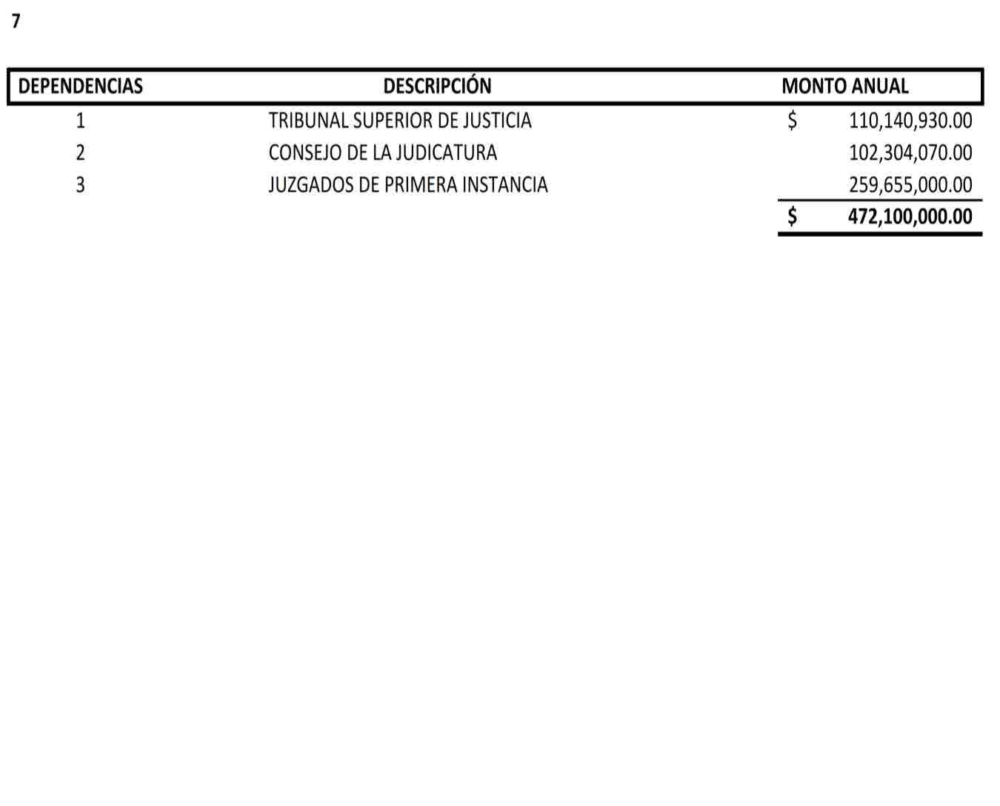 7
DEPENDENCIAS DESCRIPCIÓN MONTO ANUAL
1 TRIBUNAL SUPERIOR DE JUSTICIA $ 110,140,930.00
2 CONSEJO DE LA JUDICATURA 102,304,070.00
3 JUZGADOS DE PRIMERA INSTANCIA 259,655,000.00
$ 472,100,000.00